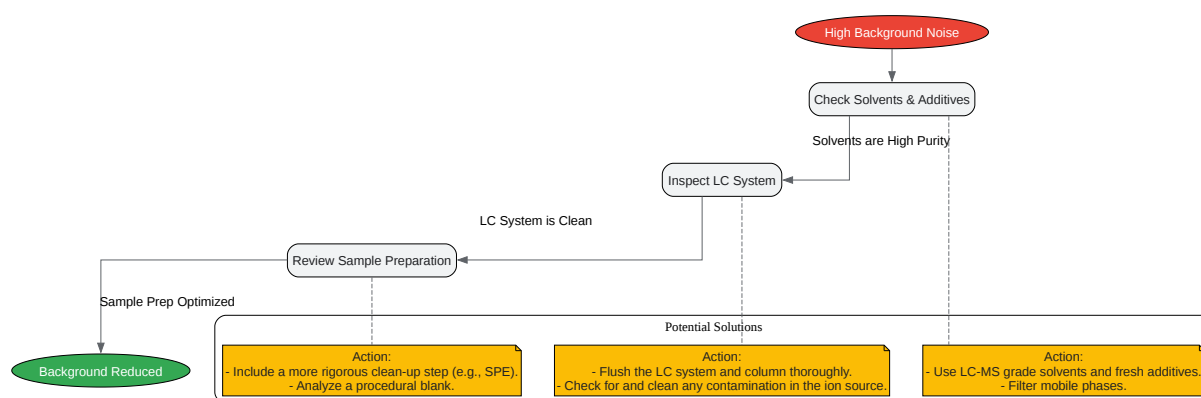 High Background Noise
Check Solvents & Additives
Solvents are High Purity
Inspect LC System
LC System is Clean
Review Sample Preparation
Sample Prep Optimized
Background Reduced
Potential Solutions
Action:
- Include a more rigorous clean-up step (e.g., SPE).
- Analyze a procedural blank.
Action:
- Flush the LC system and column thoroughly.
- Check for and clean any contamination in the ion source.
Action:
- Use LC-MS grade solvents and fresh additives.
- Filter mobile phases.